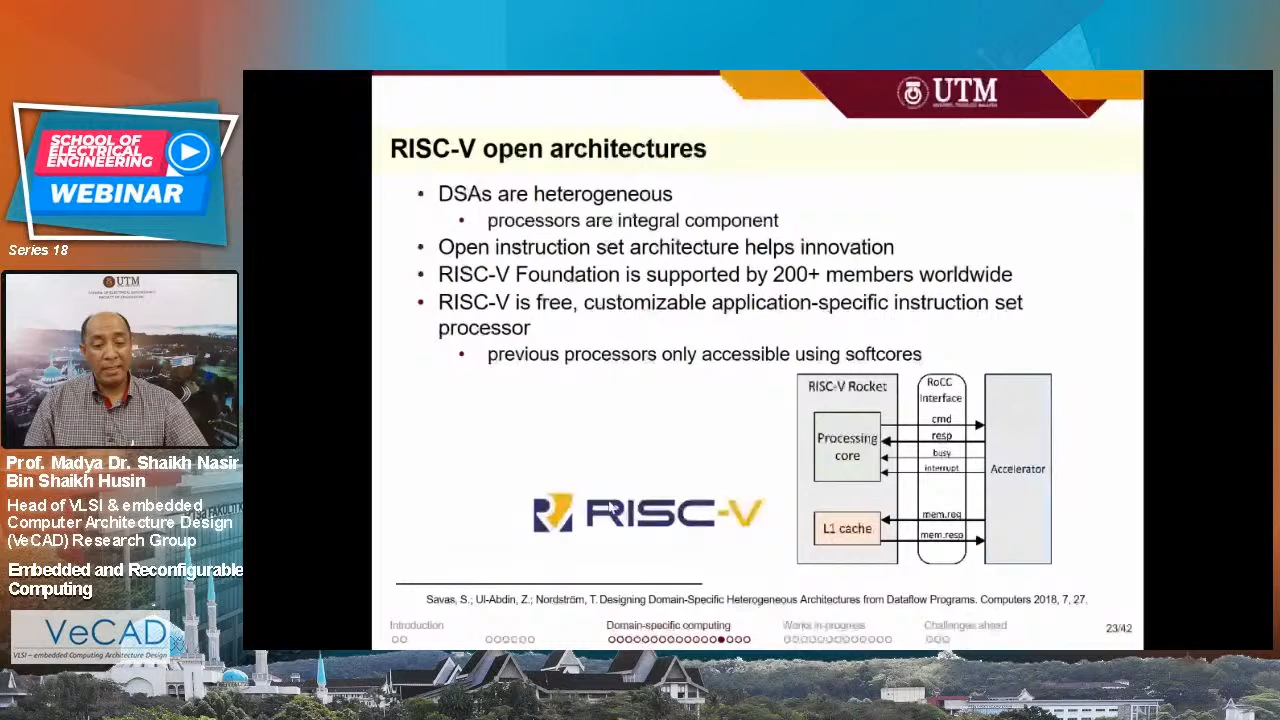 SCHOOL OF
ELECTRICAL
ENGINEERING
WEBINAR
Series 18
UTM
Prof. Madya Dr. Shaikh Nasir
Bin Shaikh Husin
Head of VLSI & embedded
Computer Architecture Design
(VeCAD) Research Group
Embedded and Reconfigurable
Computing
VeCAD
VLSI – embedded Computing Architecture Design
UTM
RISC-V open architectures
• DSAs are heterogeneous
• processors are integral component
• Open instruction set architecture helps innovation
• RISC-V Foundation is supported by 200+ members worldwide
• RISC-V is free, customizable application-specific instruction set
processor
• previous processors only accessible using softcores
RISC-V
RISC-V Rocket
Processing
core
L1 cache
RoCC
Interface
cmd
resp
busy
interrupt
mem.req
mem.resp
Accelerator
Savas, S.; Ul-Abdin, Z.; Nordström, T. Designing Domain-Specific Heterogeneous Architectures from Dataflow Programs. Computers 2018, 7, 27.
Introduction
Domain-specific computing
Works in-progress
Challenges ahead
23/42